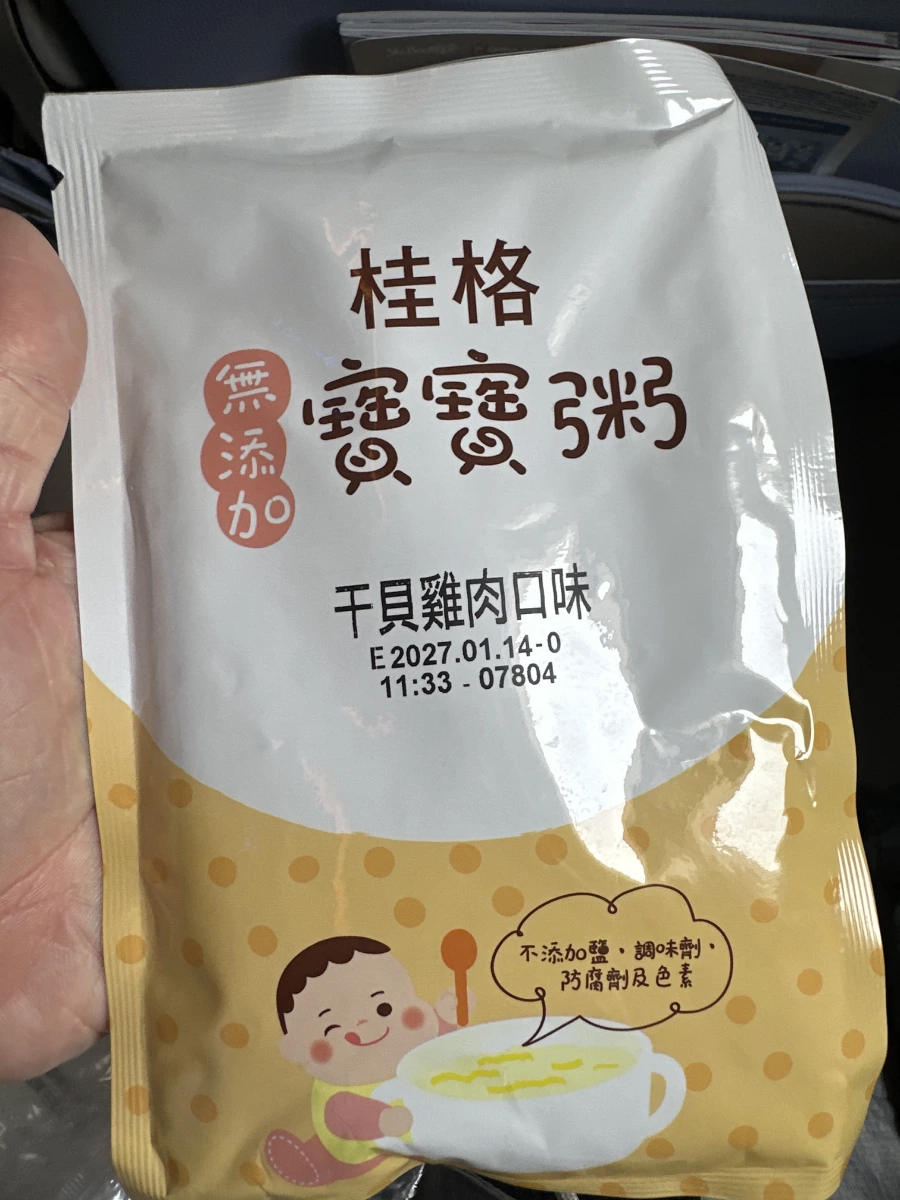 桂格
無添加
寶寶粥
干貝雞肉口味
E2027.01.14-0
11:33 - 07804
不添加鹽,調味劑,
防腐劑及色素